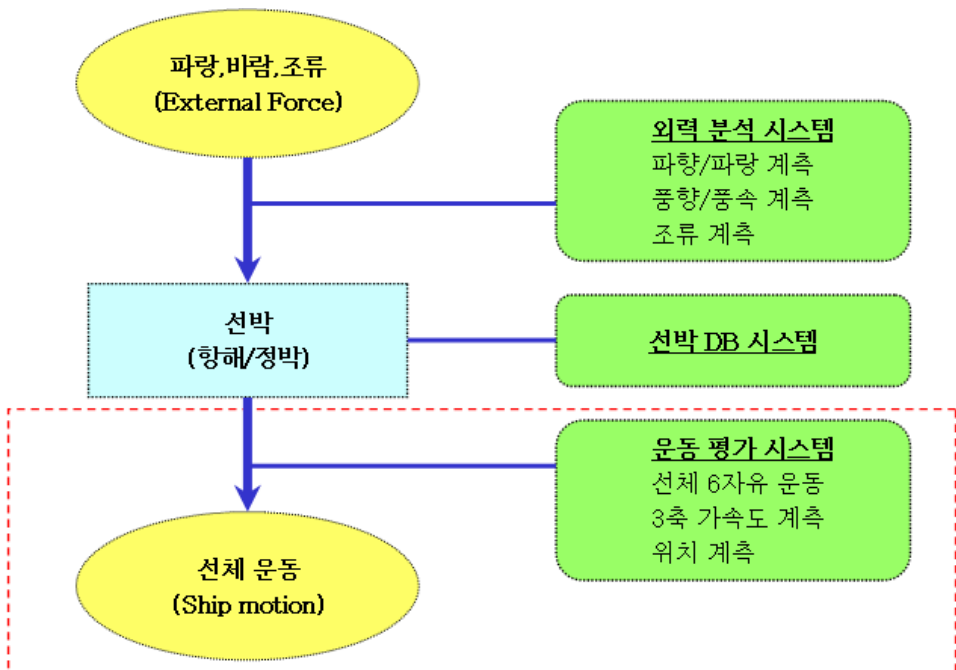 파랑,바람,조류
(External Force)
외력 분석 시스템
파향/파랑 계측
풍향/풍속 계측
조류 계측
선박
(항해/정박)
선박 DB 시스템
운동 평가 시스템
선체 6자유 운동
3축 가속도 계측
위치 계측
선체 운동
(Ship motion)